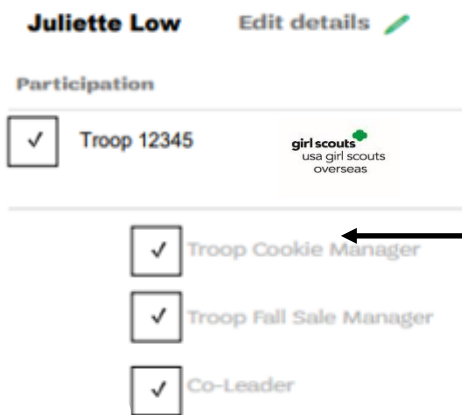 Juliette Low Edit details
Participation
✓ Troop 12345
girl scouts
usa girl scouts
overseas
✓ Troop Cookie Manager
✓ Troop Fall Sale Manager
✓ Co-Leader